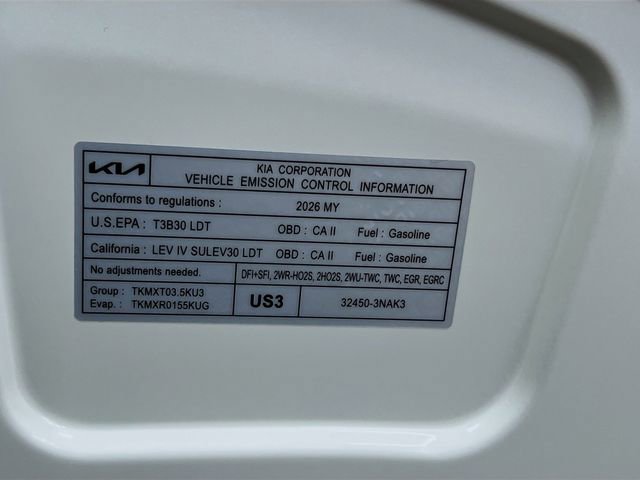 KIA
KIA CORPORATION
VEHICLE EMISSION CONTROL INFORMATION
Conforms to regulations : 2026 MY
U.S.EPA : T3B30 LDT OBD : CA II Fuel : Gasoline
California : LEV IV SULEV30 LDT OBD : CA II Fuel : Gasoline
No adjustments needed. DFI+SFI, 2WR-HO2S, 2HO2S, 2WU-TWC, TWC, EGR, EGRC
Group : TKMXT03.5KU3
Evap. : TKMXR0155KUG
US3 32450-3NAK3